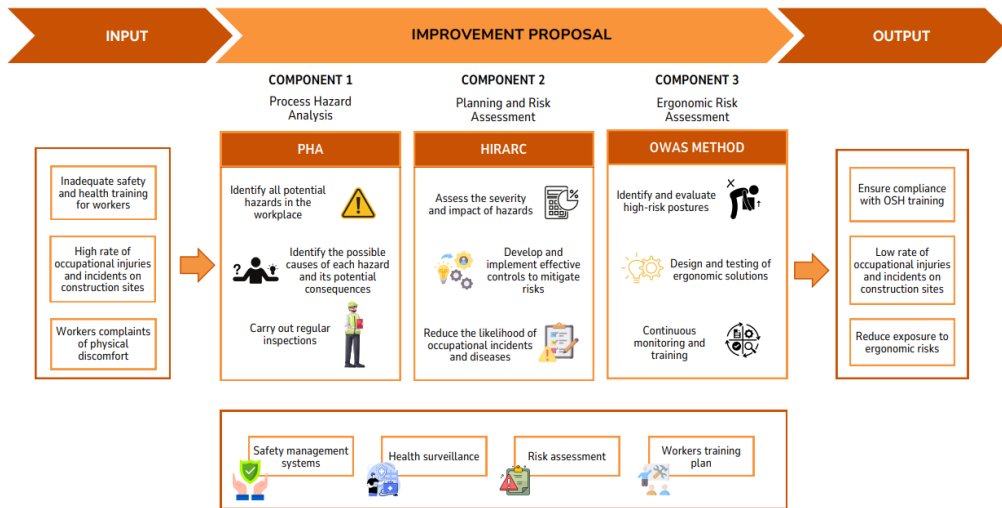 INPUT
IMPROVEMENT PROPOSAL
OUTPUT
COMPONENT 1
Process Hazard
Analysis
COMPONENT 2
Planning and Risk
Assessment
COMPONENT 3
Ergonomic Risk
Assessment
Inadequate safety
and health training
for workers
High rate of
occupational injuries
and incidents on
construction sites
Workers complaints
of physical
discomfort
PHA
Identify all potential
hazards in the
workplace
Identify the possible
causes of each hazard
and its potential
consequences
Carry out regular
inspections
HIRARC
Assess the severity
and impact of hazards
Develop and
implement effective
controls to mitigate
risks
Reduce the likelihood of
occupational incidents
and diseases
OWAS METHOD
Identify and evaluate
high-risk postures
Design and testing of
ergonomic solutions
Continuous
monitoring and
training
Ensure compliance
with OSH training
Low rate of
occupational injuries
and incidents on
construction sites
Reduce exposure to
ergonomic risks
Safety management
systems
Health surveillance
Risk assessment
Workers training
plan